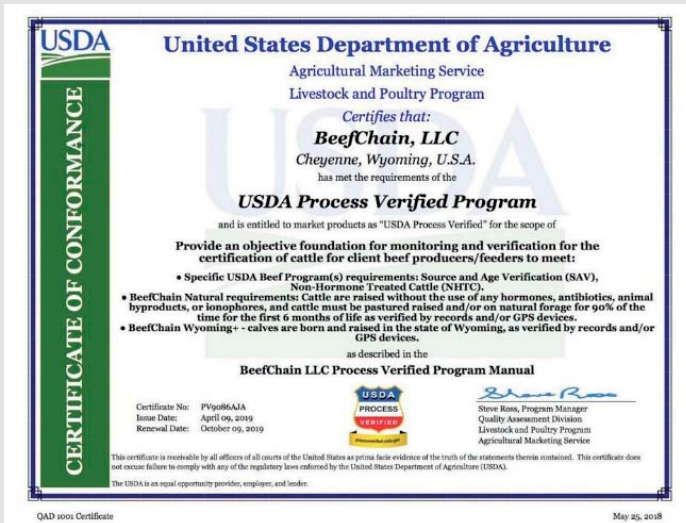 USDA
United States Department of Agriculture
Agricultural Marketing Service
Livestock and Poultry Program
Certifies that:
BeefChain, LLC
Cheyenne, Wyoming, U.S.A.
has met the requirements of the
USDA Process Verified Program
and is entitled to market products as "USDA Process Verified" for the scope of
Provide an objective foundation for monitoring and verification for the
certification of cattle for client beef producers/feeders to meet:
• Specific USDA Beef Program(s) requirements: Source and Age Verification (SAV),
Non-Hormone Treated Cattle (NHTC).
• BeefChain Natural requirements: Cattle are raised without the use of any hormones, antibiotics, animal
byproducts, or ionophores, and cattle must be pastured raised and/or on natural forage for 90% of the
time for the first 6 months of life as verified by records and/or GPS devices.
• BeefChain Wyoming+ - calves are born and raised in the state of Wyoming, as verified by records and/or
GPS devices.
as described in the
BeefChain LLC Process Verified Program Manual
CERTIFICATE OF CONFORMANCE
Certificate No: PV9086AJA
Issue Date: April 09, 2019
Renewal Date: October 09, 2019
USDA
PROCESS
VERIFIED
processverified.usda.gov
Steve Ross
Steve Ross, Program Manager
Quality Assessment Division
Livestock and Poultry Program
Agricultural Marketing Service
This certificate is receivable by all officers of all courts of the United States as prima facie evidence of the truth of the statements therein contained. This certificate does
not excuse failure to comply with any of the regulatory laws enforced by the United States Department of Agriculture (USDA).
The USDA is an equal opportunity provider, employer, and lender.
QAD 1001 Certificate
May 25, 2018